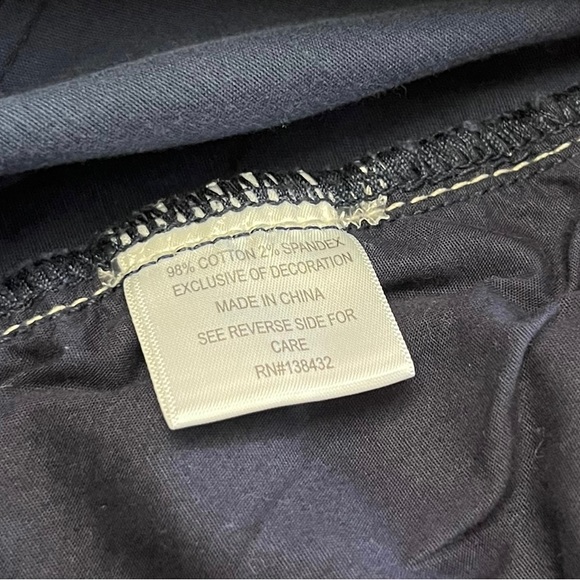 98% COTTON 2% SPANDEX
EXCLUSIVE OF DECORATION
MADE IN CHINA
SEE REVERSE SIDE FOR
CARE
RN#138432